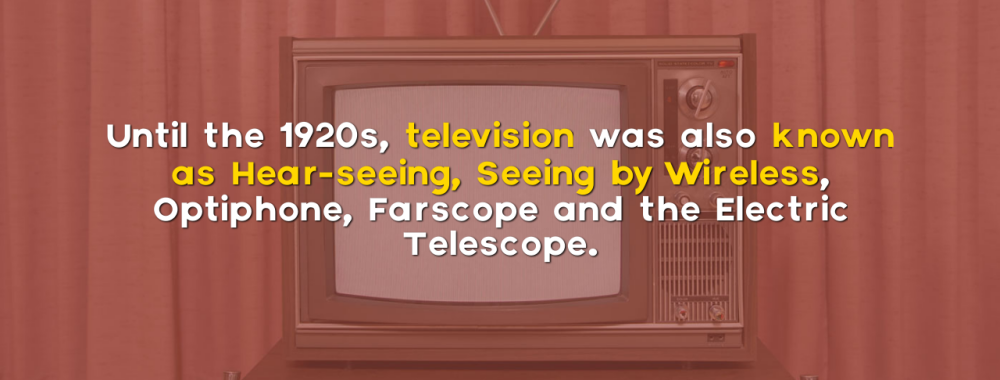 Until the 1920s, television was also known
as Hear-seeing, Seeing by Wireless,
Optiphone, Farscope and the Electric
Telescope.